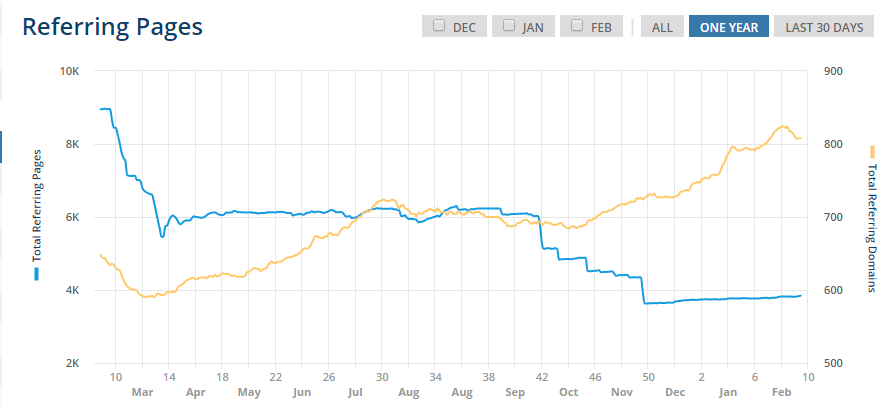 Referring Pages
DEC JAN FEB ALL ONE YEAR LAST 30 DAYS
10K 900
8K 800
6K 700
4K 600
2K 500
Total Referring Pages
Total Referring Domains
10 14 18 22 26 30 34 38 42 46 50 2 6 10
Mar Apr May Jun Jul Aug Aug Sep Oct Nov Dec Jan Feb